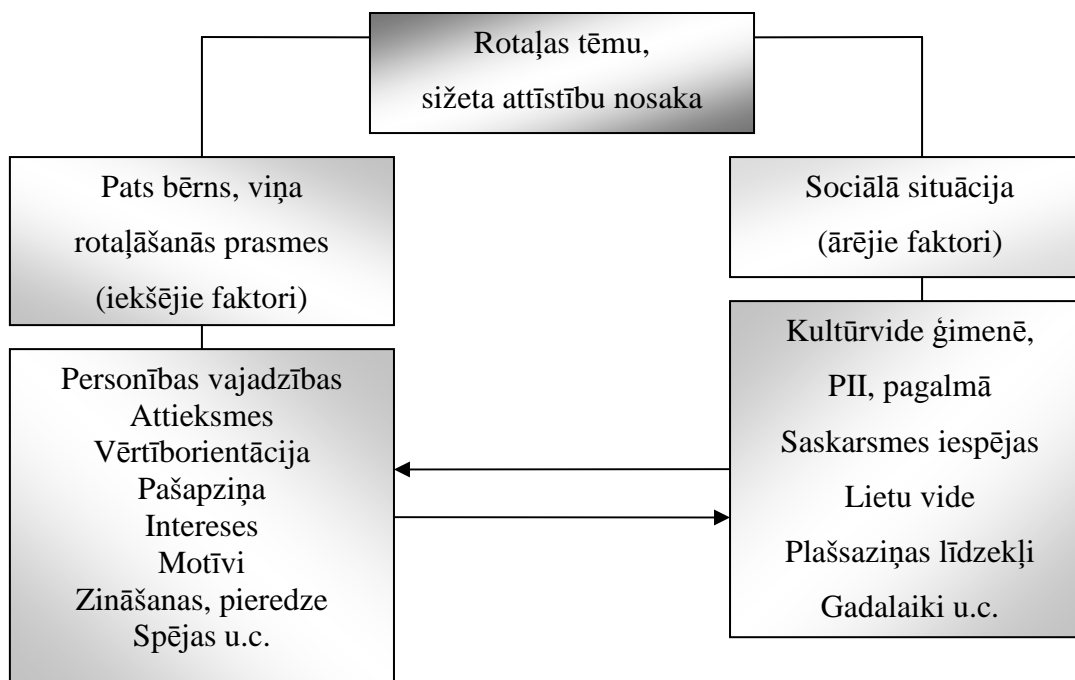 Rotaļas tēmu,
sižeta attīstību nosaka
Pats bērns, viņa
rotaļāšanās prasmes
(iekšējie faktori)
Sociālā situācija
(ārējie faktori)
Personības vajadzības
Attieksmes
Vērtīborientācija
Pašapziņa
Intereses
Motīvi
Zināšanas, pieredze
Spējas u.c.
Kultūrvide ģimenē,
PII, pagalmā
Saskarsmes iespējas
Lietu vide
Plašsaziņas līdzekļi
Gadalaiki u.c.